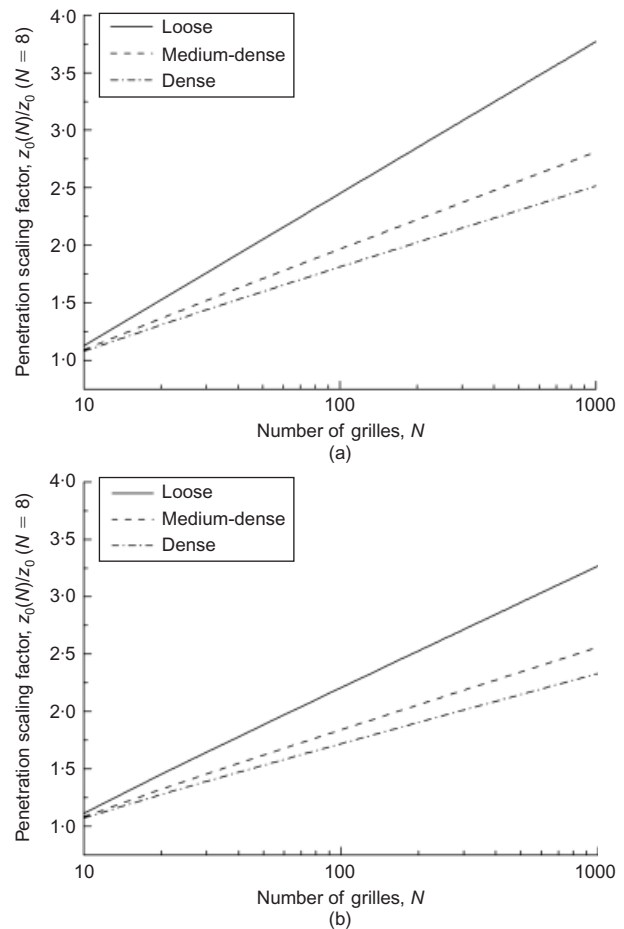 4·0
Loose
Medium-dense
Dense
3·5
3·0
2·5
2·0
1·5
1·0
Penetration scaling factor, z₀(N)/z₀ (N = 8)
10
100
1000
Number of grilles, N
(a)
4·0
Loose
Medium-dense
Dense
3·5
3·0
2·5
2·0
1·5
1·0
Penetration scaling factor, z₀(N)/z₀ (N = 8)
10
100
1000
Number of grilles, N
(b)